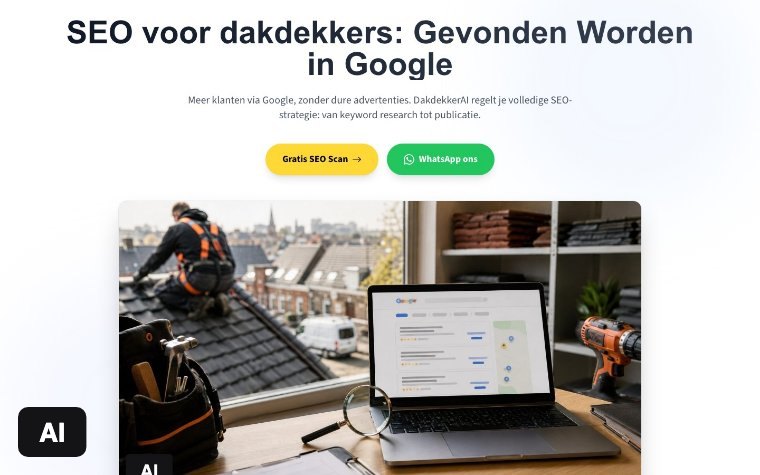 SEO voor dakdekkers: Gevonden Worden
in Google
Meer klanten via Google, zonder dure advertenties. DakdekkerAI regelt je volledige SEO-
strategie: van keyword research tot publicatie.
Gratis SEO Scan →
WhatsApp ons
Google
AI
AI